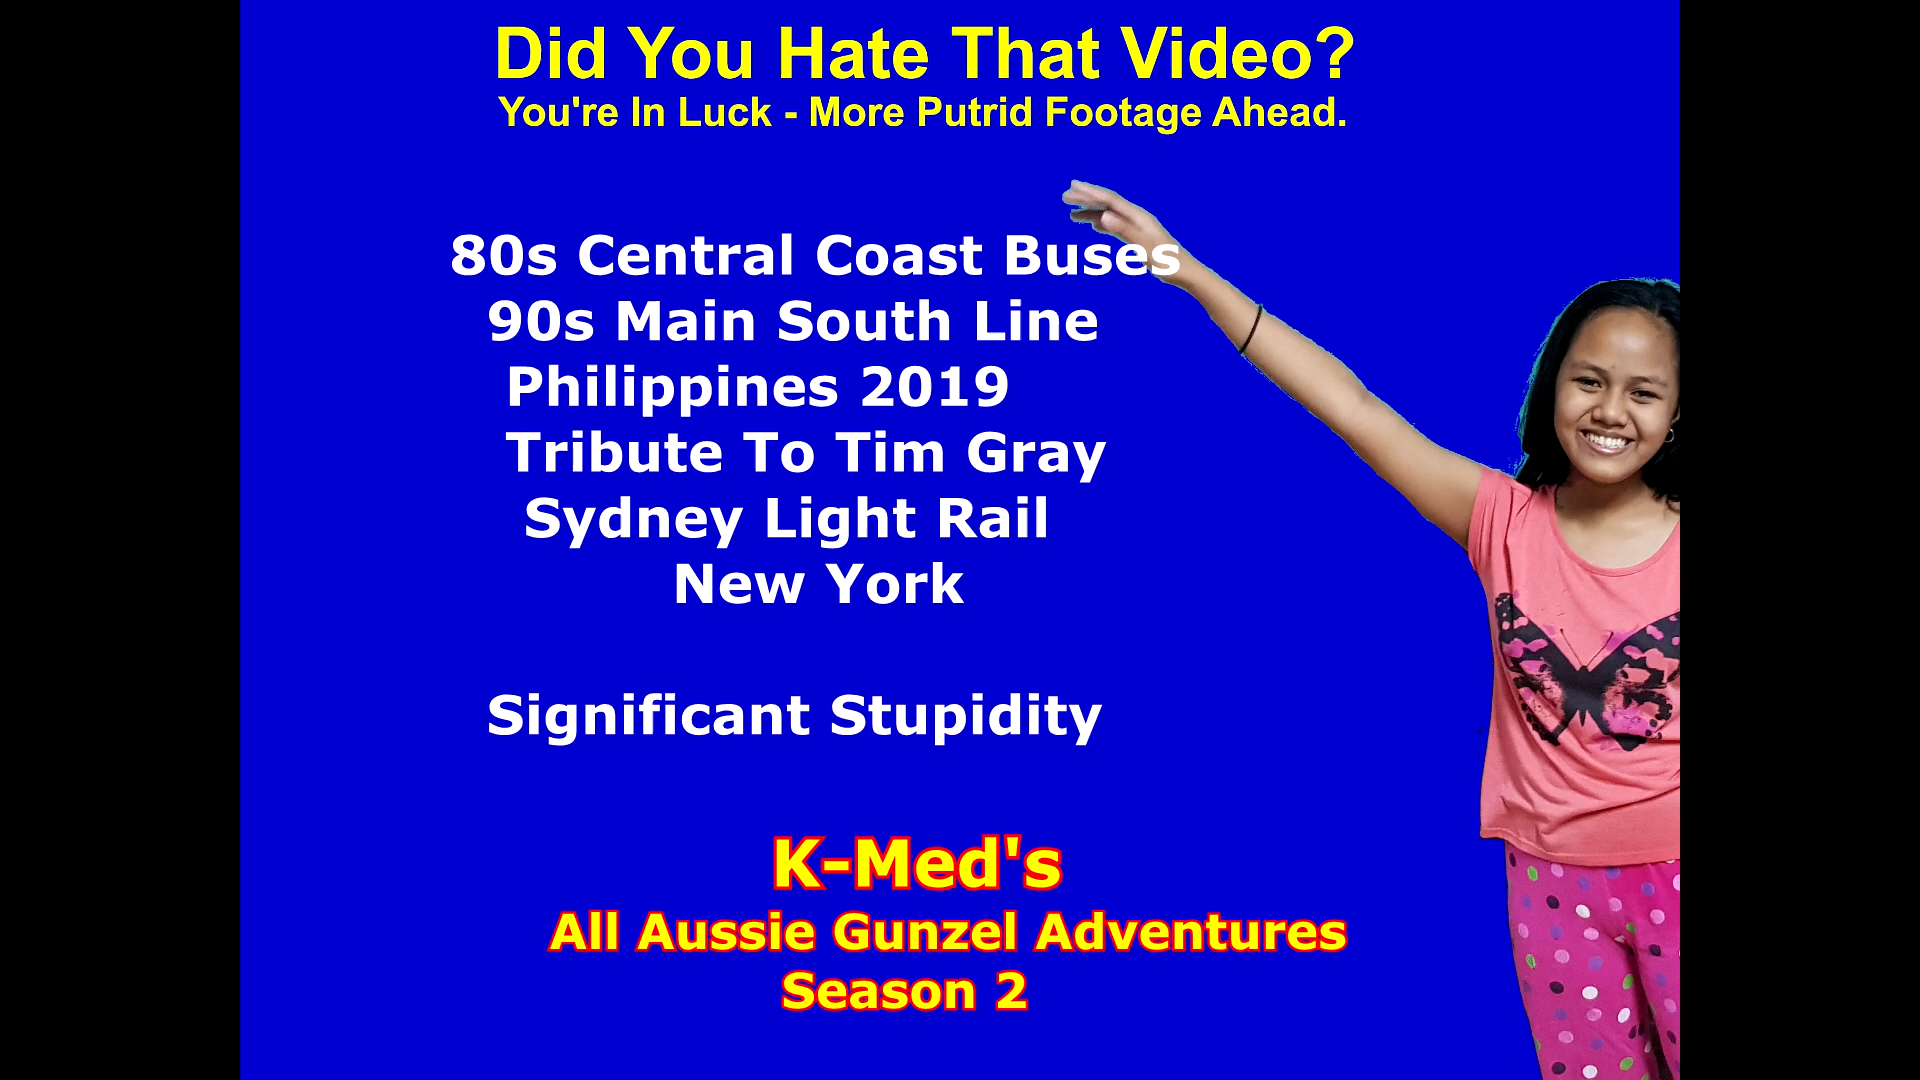 Did You Hate That Video?
You're In Luck - More Putrid Footage Ahead.
80s Central Coast Buses
90s Main South Line
Philippines 2019
Tribute To Tim Gray
Sydney Light Rail
New York
Significant Stupidity
K-Med's
All Aussie Gunzel Adventures
Season 2